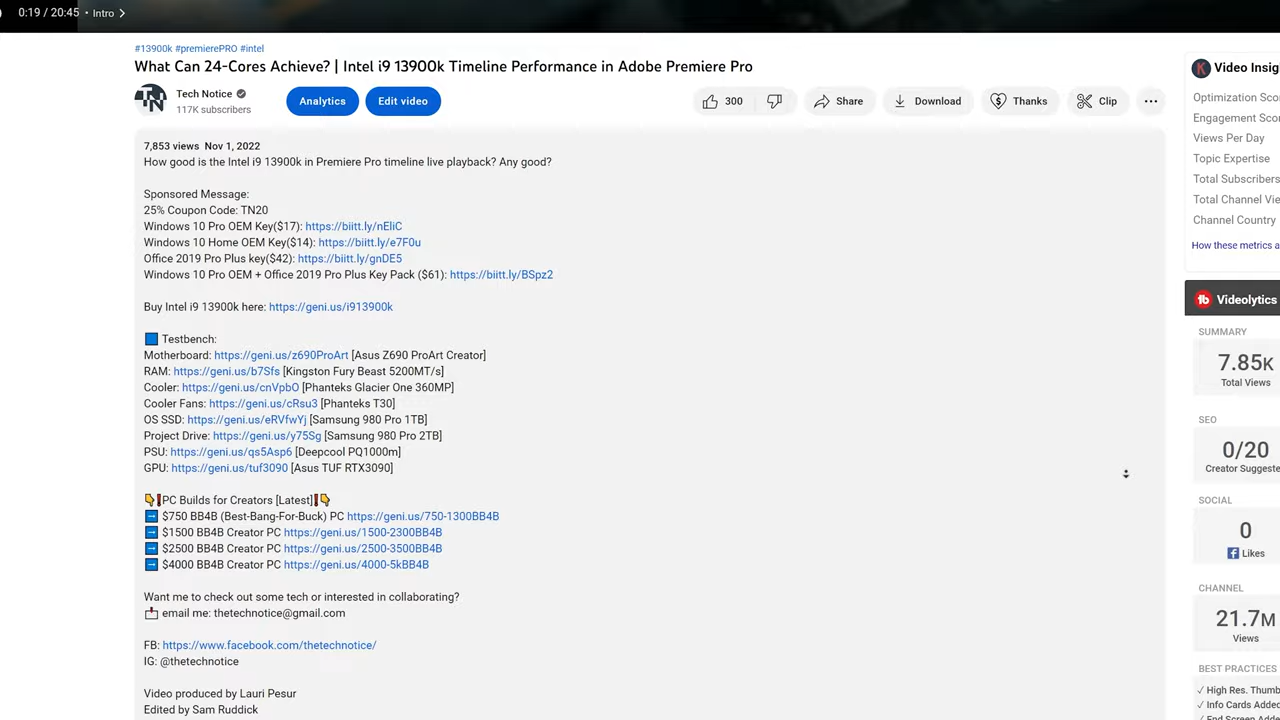 0:19 / 20:45 • Intro
#13900k #premierePRO #intel
What Can 24-Cores Achieve? | Intel i9 13900k Timeline Performance in Adobe Premiere Pro
Tech Notice
117K subscribers
Analytics
Edit video
300
Share
Download
Thanks
Clip
7,853 views Nov 1, 2022
How good is the Intel i9 13900k in Premiere Pro timeline live playback? Any good?
Sponsored Message:
25% Coupon Code: TN20
Windows 10 Pro OEM Key($17): https://biitt.ly/nEliC
Windows 10 Home OEM Key($14): https://biitt.ly/e7F0u
Office 2019 Pro Plus key($42): https://biitt.ly/gnDE5
Windows 10 Pro OEM + Office 2019 Pro Plus Key Pack ($61): https://biitt.ly/BSpz2
Buy Intel i9 13900k here: https://geni.us/i913900k
Testbench:
Motherboard: https://geni.us/z690ProArt [Asus Z690 ProArt Creator]
RAM: https://geni.us/b7Sfs [Kingston Fury Beast 5200MT/s]
Cooler: https://geni.us/cnVpbO [Phanteks Glacier One 360MP]
Cooler Fans: https://geni.us/cRsu3 [Phanteks T30]
OS SSD: https://geni.us/eRVfwYj [Samsung 980 Pro 1TB]
Project Drive: https://geni.us/y75Sg [Samsung 980 Pro 2TB]
PSU: https://geni.us/qs5Asp6 [Deepcool PQ1000m]
GPU: https://geni.us/tuf3090 [Asus TUF RTX3090]
PC Builds for Creators [Latest]
$750 BB4B (Best-Bang-For-Buck) PC https://geni.us/750-1300BB4B
$1500 BB4B Creator PC https://geni.us/1500-2300BB4B
$2500 BB4B Creator PC https://geni.us/2500-3500BB4B
$4000 BB4B Creator PC https://geni.us/4000-5kBB4B
Want me to check out some tech or interested in collaborating?
email me: thetechnotice@gmail.com
FB: https://www.facebook.com/thetechnotice/
IG: @thetechnotice
Video produced by Lauri Pesur
Edited by Sam Ruddick
Video Insig
Optimization Sco
Engagement Scor
Views Per Day
Topic Expertise
Total Subscribers
Total Channel Vie
Channel Country
How these metrics a
Videolytics
SUMMARY
7.85K
Total Views
SEO
0/20
Creator Suggeste
SOCIAL
0
Likes
CHANNEL
21.7M
Views
BEST PRACTICES
✓ High Res. Thumb
✓ Info Cards Added